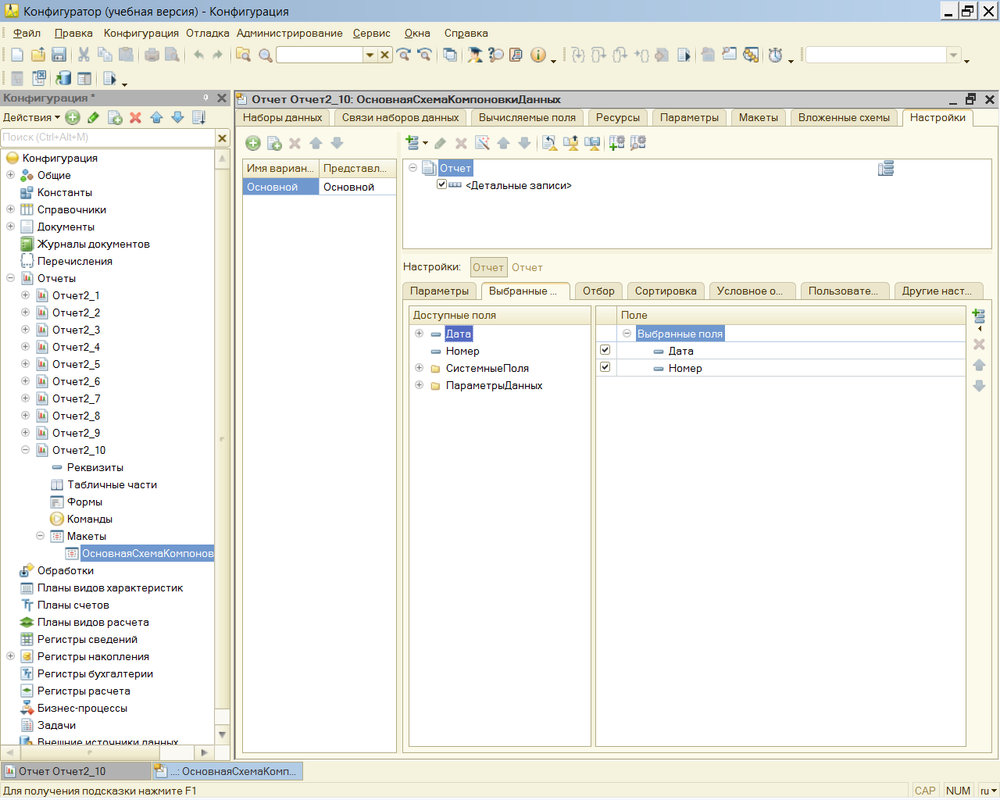 Конфигуратор (учебная версия) - Конфигурация
Файл Правка Конфигурация Отладка Администрирование Сервис Окна Справка
Конфигурация *
Действия
Поиск (Ctrl+Alt+M)
Конфигурация
Общие
Константы
Справочники
Документы
Журналы документов
Перечисления
Отчеты
Отчет2_1
Отчет2_2
Отчет2_3
Отчет2_4
Отчет2_5
Отчет2_6
Отчет2_7
Отчет2_8
Отчет2_9
Отчет2_10
Реквизиты
Табличные части
Формы
Команды
Макеты
ОсновнаяСхемаКомпонов
Обработки
Планы видов характеристик
Планы счетов
Планы видов расчета
Регистры сведений
Регистры накопления
Регистры бухгалтерии
Регистры расчета
Бизнес-процессы
Задачи
Внешние источники данных
Отчет Отчет2_10: ОсновнаяСхемаКомпоновкиДанных
Наборы данных Связи наборов данных Вычисляемые поля Ресурсы Параметры Макеты Вложенные схемы Настройки
Имя вариан... Представл...
Основной Основной
Отчет
<Детальные записи>
Настройки: Отчет Отчет
Параметры Выбранные ... Отбор Сортировка Условное о... Пользовате... Другие наст...
Доступные поля
Дата
Номер
СистемныеПоля
ПараметрыДанных
Поле
Выбранные поля
Дата
Номер
Отчет Отчет2_10 ...: ОсновнаяСхемаКомп...
Для получения подсказки нажмите F1 CAP NUM ru